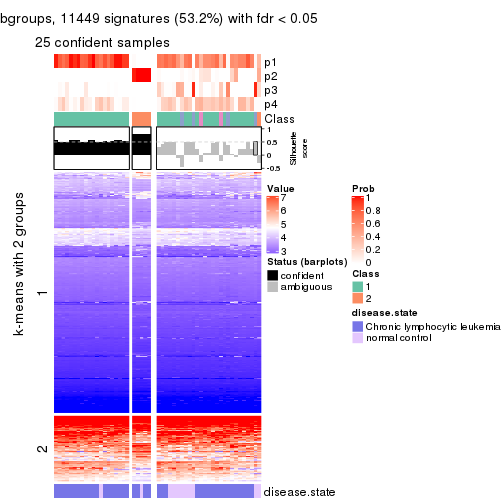 bgroups, 11449 signatures (53.2%) with fdr < 0.05
25 confident samples
p1
p2
p3
p4
Class
1
0.5
0
-0.5
Silhouette
score
k-means with 2 groups
1
2
disease.state
Value
7
6
5
4
3
Status (barplots)
confident
ambiguous
Prob
1
0.8
0.6
0.4
0.2
0
Class
1
2
disease.state
Chronic lymphocytic leukemia
normal control